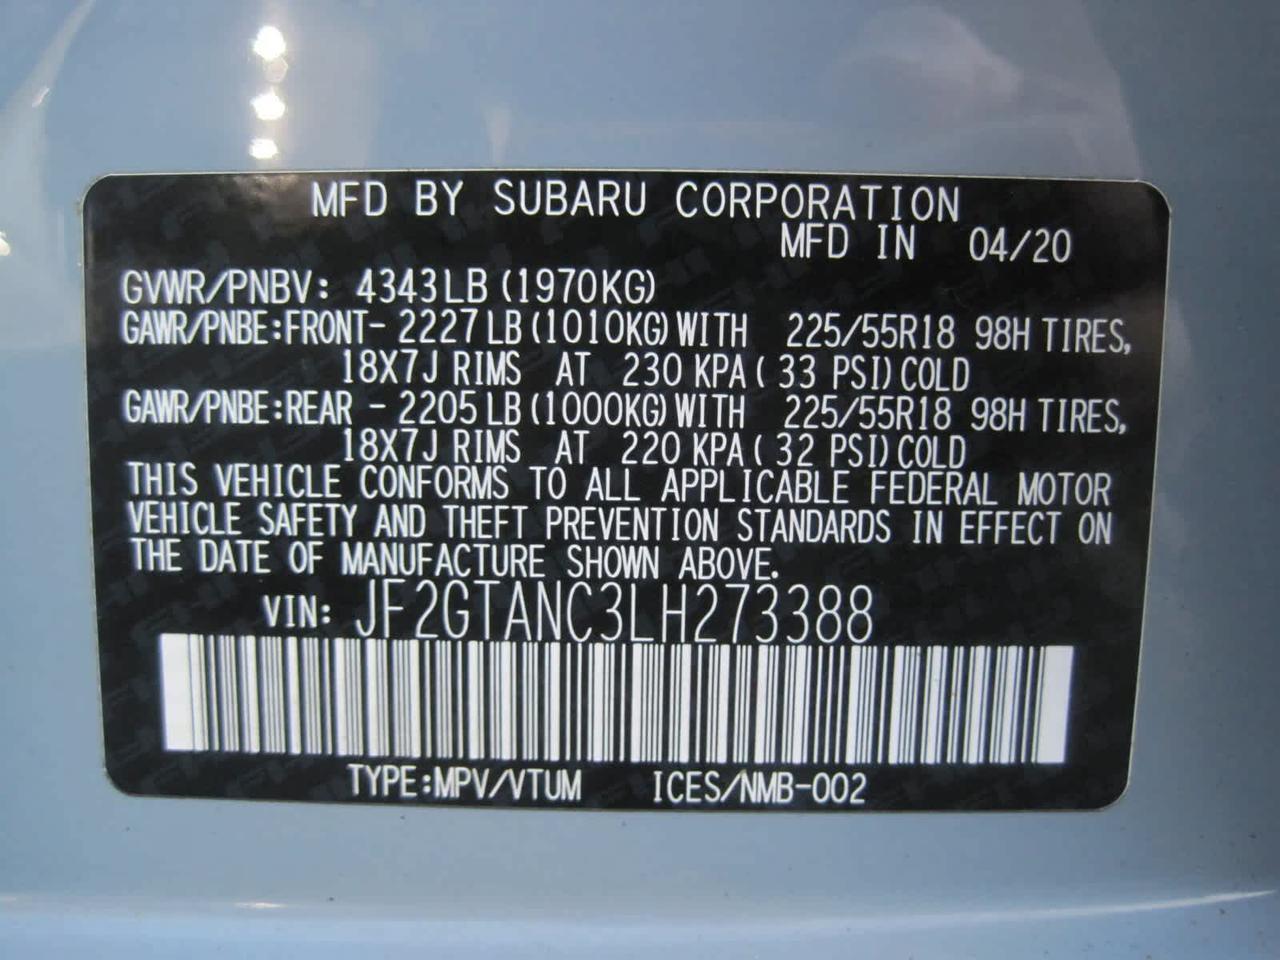 MFD BY SUBARU CORPORATION
MFD IN 04/20
GVWR/PNBV: 4343LB (1970KG)
GAWR/PNBE:FRONT- 2227LB (1010KG) WITH 225/55R18 98H TIRES,
18X7J RIMS AT 230 KPA ( 33 PSI) COLD
GAWR/PNBE:REAR - 2205LB (1000KG) WITH 225/55R18 98H TIRES,
18X7J RIMS AT 220 KPA ( 32 PSI) COLD
THIS VEHICLE CONFORMS TO ALL APPLICABLE FEDERAL MOTOR
VEHICLE SAFETY AND THEFT PREVENTION STANDARDS IN EFFECT ON
THE DATE OF MANUFACTURE SHOWN ABOVE.
VIN: JF2GTANC3LH273388
TYPE:MPV/VTUM ICES/NMB-002